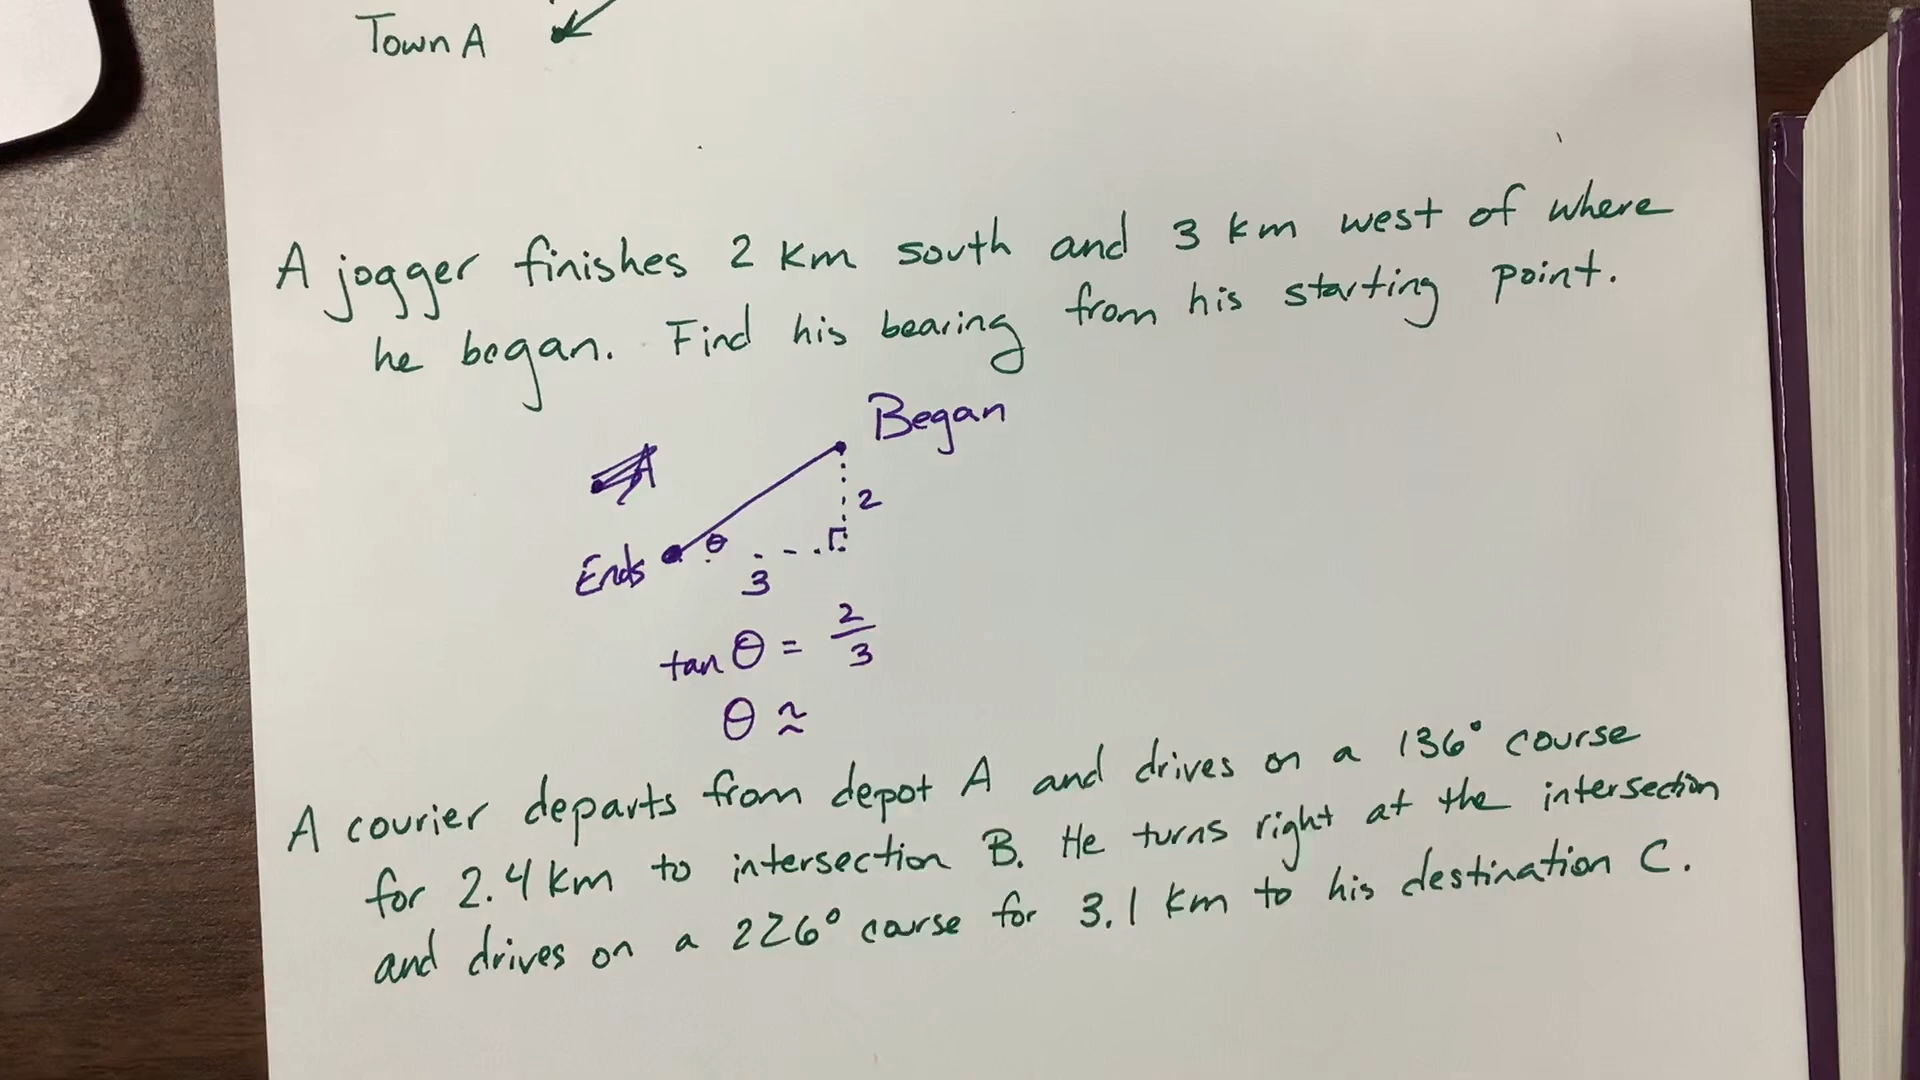 Town A
A jogger finishes 2 km south and 3 km west of where
he began. Find his bearing from his starting point.
Began
2
Ends θ
3
tan θ = 2/3
θ ≈
A courier departs from depot A and drives on a 136° course
for 2.4 km to intersection B. He turns right at the intersection
and drives on a 226° course for 3.1 km to his destination C.